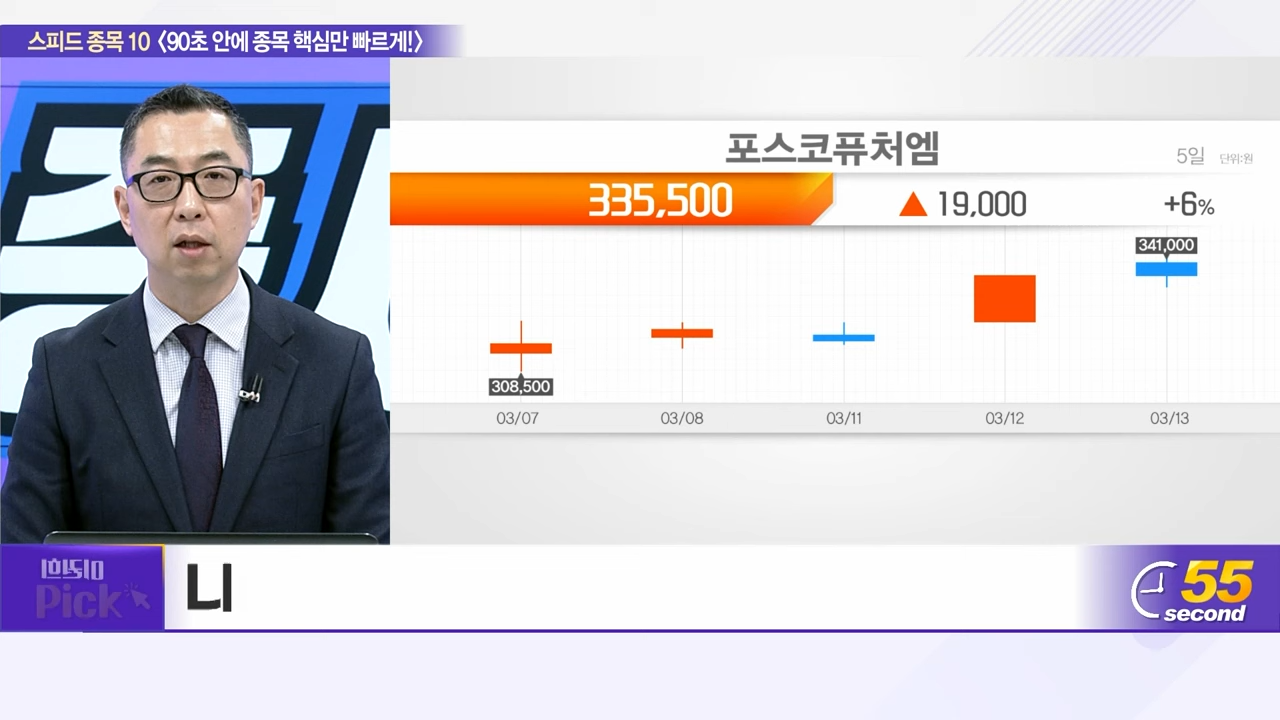 스피드 종목 10 〈90초 안에 종목 핵심만 빠르게!〉
포스코퓨처엠
5일 단위:원
335,500 ▲ 19,000 +6%
341,000
308,500
03/07 03/08 03/11 03/12 03/13
Pick
니
55
second